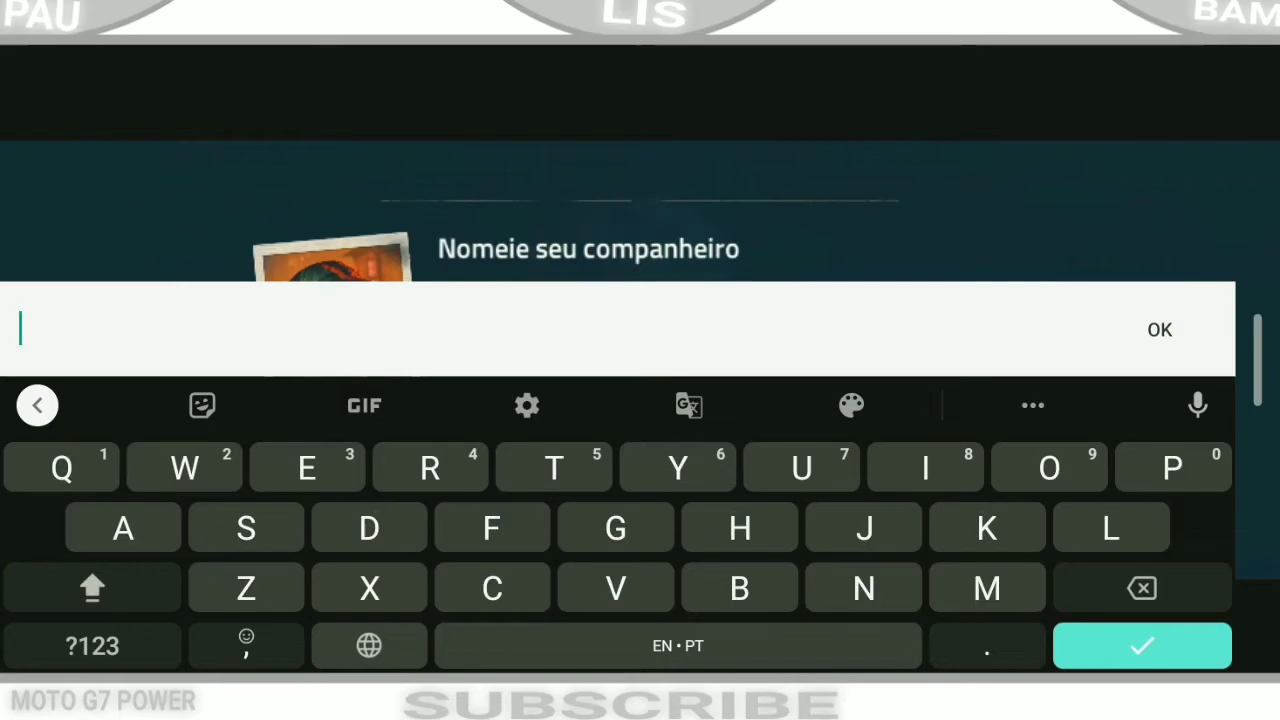 PAU LIS BAM
Nomeie seu companheiro
OK
GIF
Q 1 W 2 E 3 R 4 T 5 Y 6 U 7 I 8 O 9 P 0
A S D F G H J K L
Z X C V B N M
?123 , EN • PT .
MOTO G7 POWER SUBSCRIBE